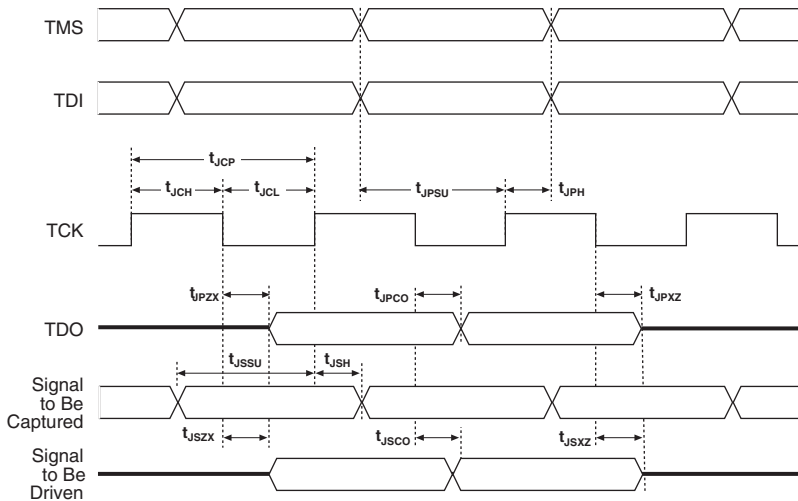 TMS
TDI
tJCP
tJCH tJCL tJPSU tJPH
TCK
tJPZX tJPCO tJPXZ
TDO
tJSSU tJSH
Signal
to Be
Captured
tJSZX tJSCO tJSXZ
Signal
to Be
Driven